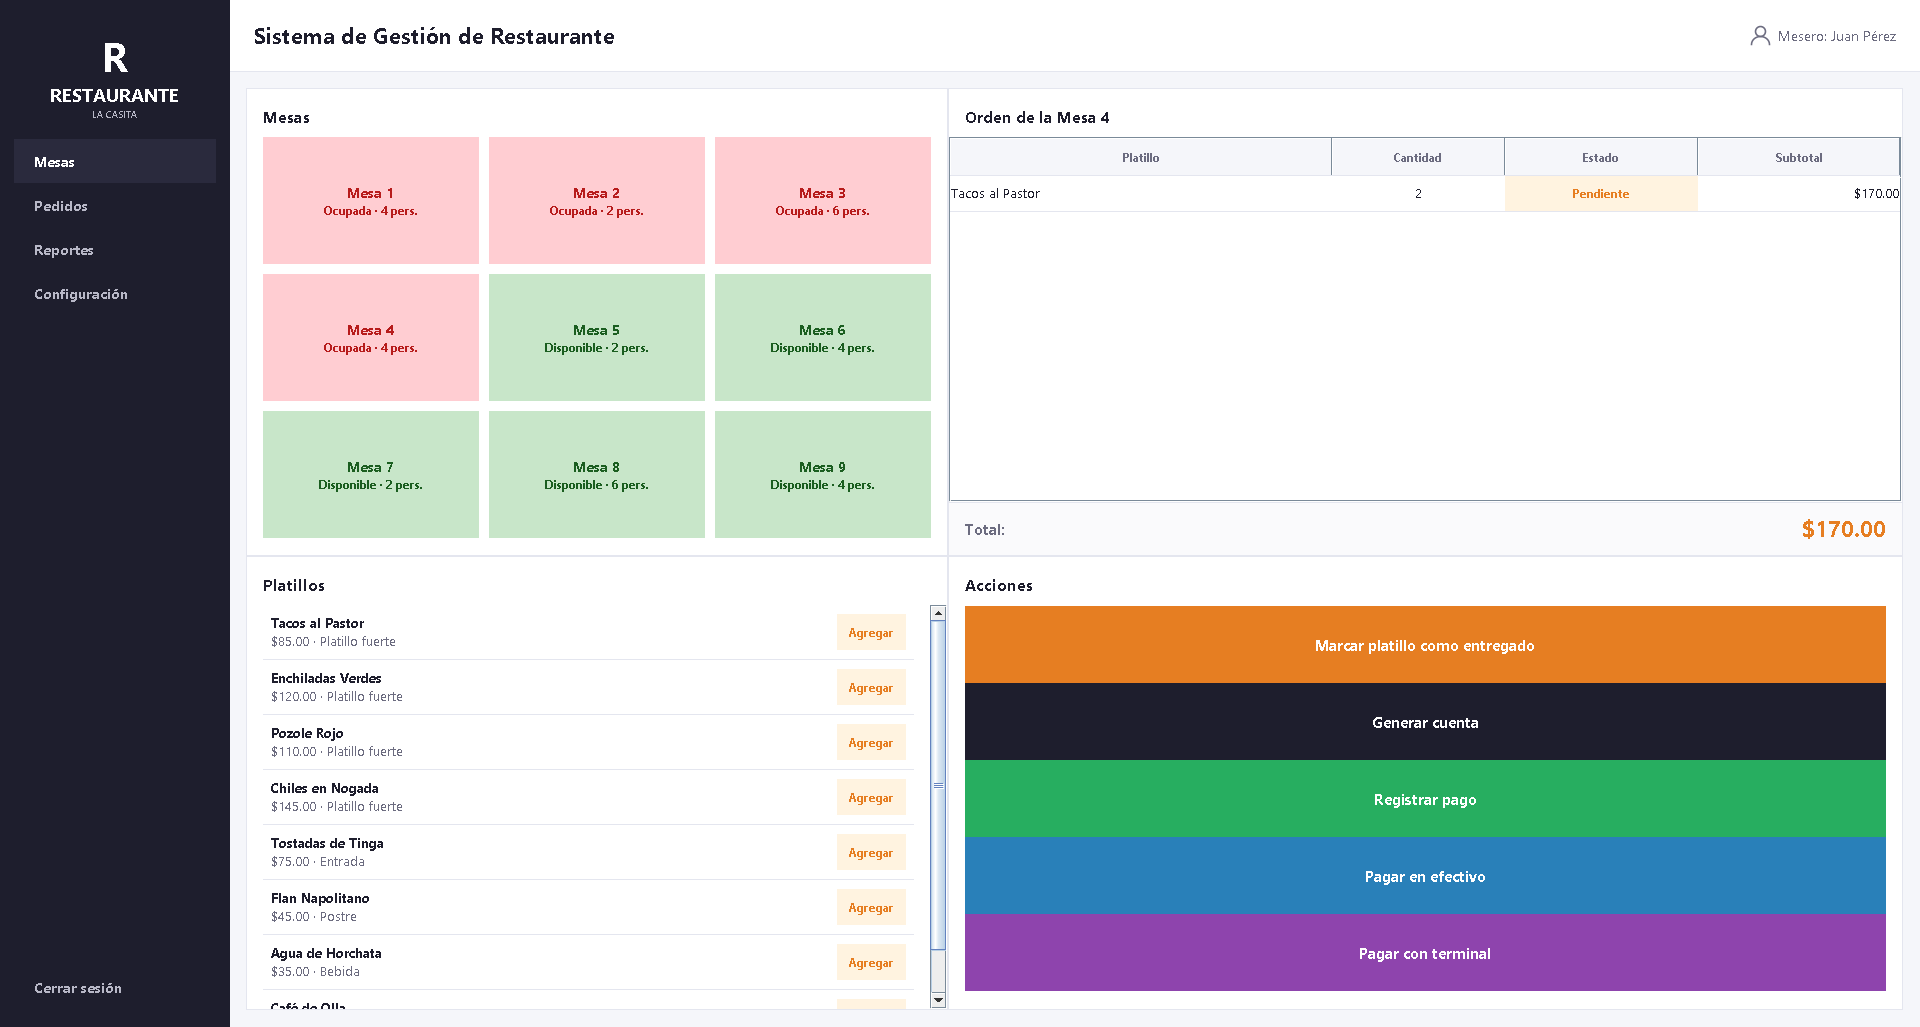 R
RESTAURANTE
LA CASITA
Mesas
Pedidos
Reportes
Configuración
Cerrar sesión
Sistema de Gestión de Restaurante
Mesero: Juan Pérez
Mesas
Mesa 1
Ocupada · 4 pers.
Mesa 2
Ocupada · 2 pers.
Mesa 3
Ocupada · 6 pers.
Mesa 4
Ocupada · 4 pers.
Mesa 5
Disponible · 2 pers.
Mesa 6
Disponible · 4 pers.
Mesa 7
Disponible · 2 pers.
Mesa 8
Disponible · 6 pers.
Mesa 9
Disponible · 4 pers.
Orden de la Mesa 4
Platillo Cantidad Estado Subtotal
Tacos al Pastor 2 Pendiente $170.00
Total: $170.00
Platillos
Tacos al Pastor
$85.00 · Platillo fuerte
Agregar
Enchiladas Verdes
$120.00 · Platillo fuerte
Agregar
Pozole Rojo
$110.00 · Platillo fuerte
Agregar
Chiles en Nogada
$145.00 · Platillo fuerte
Agregar
Tostadas de Tinga
$75.00 · Entrada
Agregar
Flan Napolitano
$45.00 · Postre
Agregar
Agua de Horchata
$35.00 · Bebida
Agregar
Café de Olla
Acciones
Marcar platillo como entregado
Generar cuenta
Registrar pago
Pagar en efectivo
Pagar con terminal